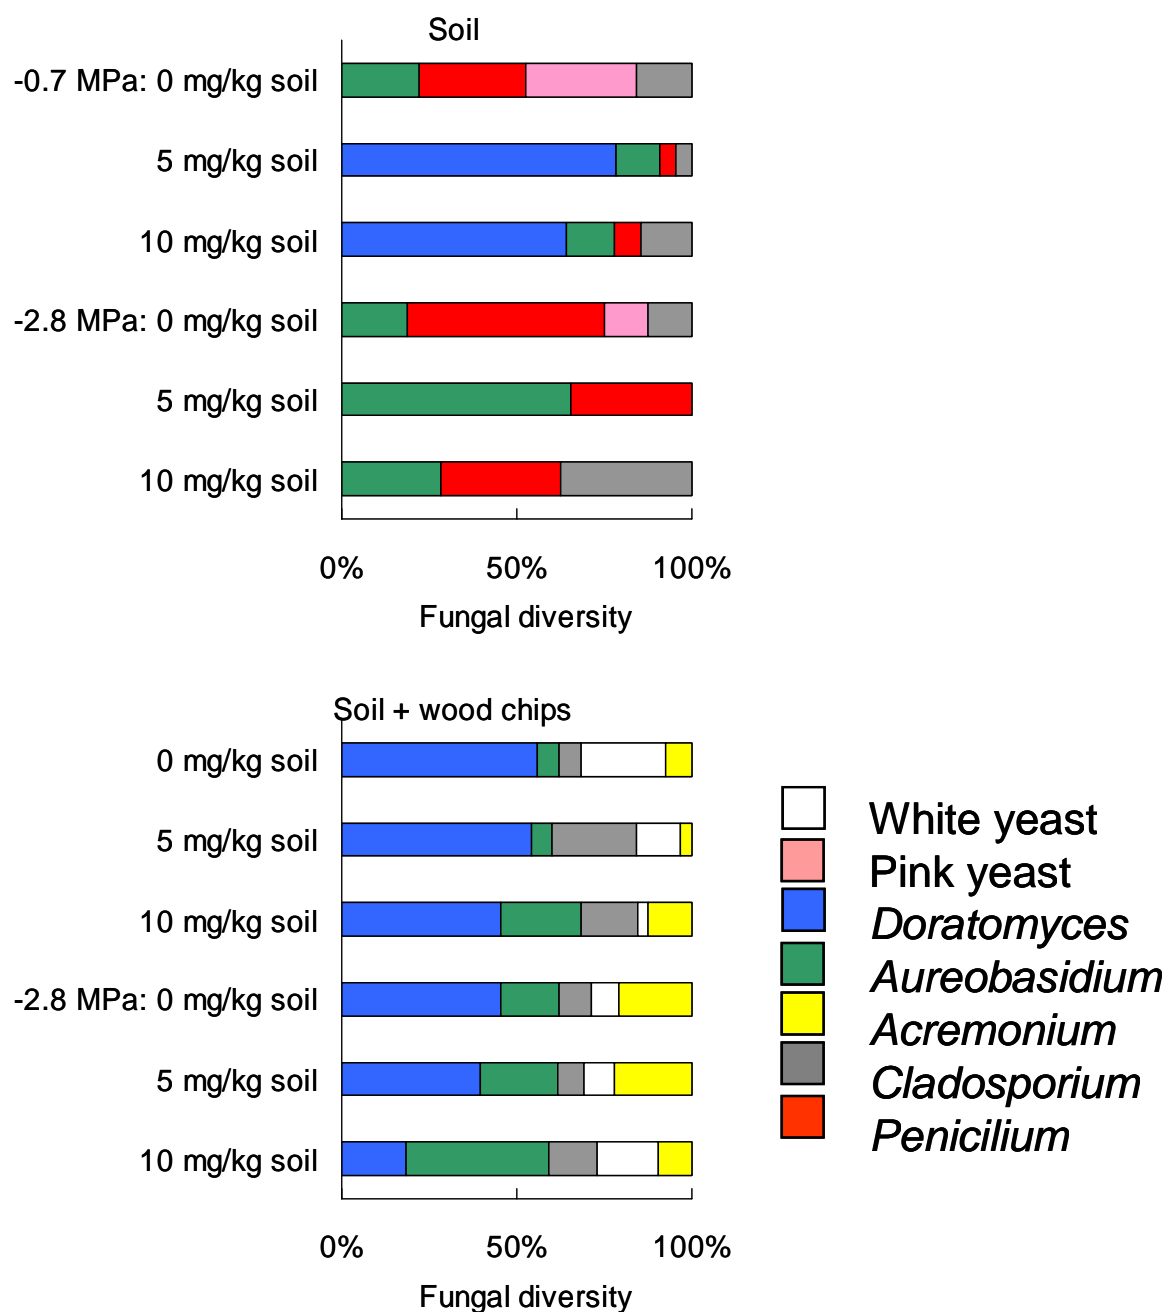 Soil
-0.7 MPa: 0 mg/kg soil
5 mg/kg soil
10 mg/kg soil
-2.8 MPa: 0 mg/kg soil
5 mg/kg soil
10 mg/kg soil
0% 50% 100%
Fungal diversity
Soil + wood chips
0 mg/kg soil
5 mg/kg soil
10 mg/kg soil
-2.8 MPa: 0 mg/kg soil
5 mg/kg soil
10 mg/kg soil
0% 50% 100%
Fungal diversity
White yeast
Pink yeast
Doratomyces
Aureobasidium
Acremonium
Cladosporium
Penicilium